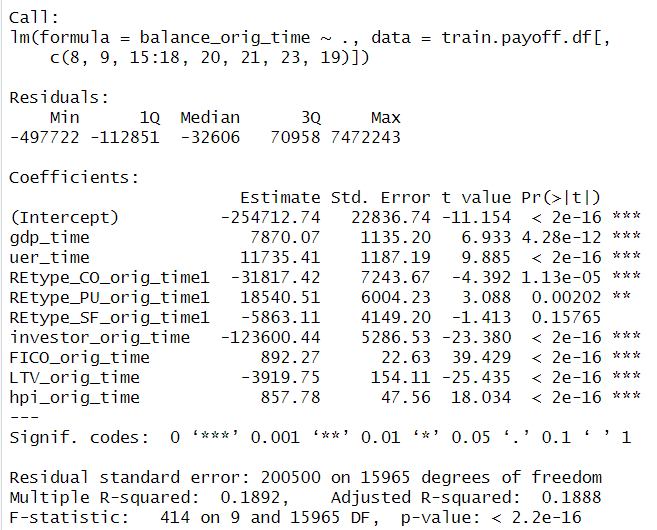 Call:
lm(formula = balance_orig_time ~ ., data = train.payoff.df[,
    c(8, 9, 15:18, 20, 21, 23, 19)])

Residuals:
    Min      1Q  Median      3Q     Max
-497722 -112851  -32606   70958 7472243

Coefficients:
                      Estimate Std. Error t value Pr(>|t|)
(Intercept)         -254712.74   22836.74 -11.154  < 2e-16 ***
gdp_time               7870.07    1135.20   6.933 4.28e-12 ***
uer_time              11735.41    1187.19   9.885  < 2e-16 ***
REtype_CO_orig_time1 -31817.42    7243.67  -4.392 1.13e-05 ***
REtype_PU_orig_time1  18540.51    6004.23   3.088  0.00202 **
REtype_SF_orig_time1  -5863.11    4149.20  -1.413  0.15765
investor_orig_time  -123600.44    5286.53 -23.380  < 2e-16 ***
FICO_orig_time          892.27      22.63  39.429  < 2e-16 ***
LTV_orig_time         -3919.75     154.11 -25.435  < 2e-16 ***
hpi_orig_time           857.78      47.56  18.034  < 2e-16 ***
---
Signif. codes:  0 ‘***’ 0.001 ‘**’ 0.01 ‘*’ 0.05 ‘.’ 0.1 ‘ ’ 1

Residual standard error: 200500 on 15965 degrees of freedom
Multiple R-squared:  0.1892,    Adjusted R-squared:  0.1888
F-statistic:   414 on 9 and 15965 DF,  p-value: < 2.2e-16